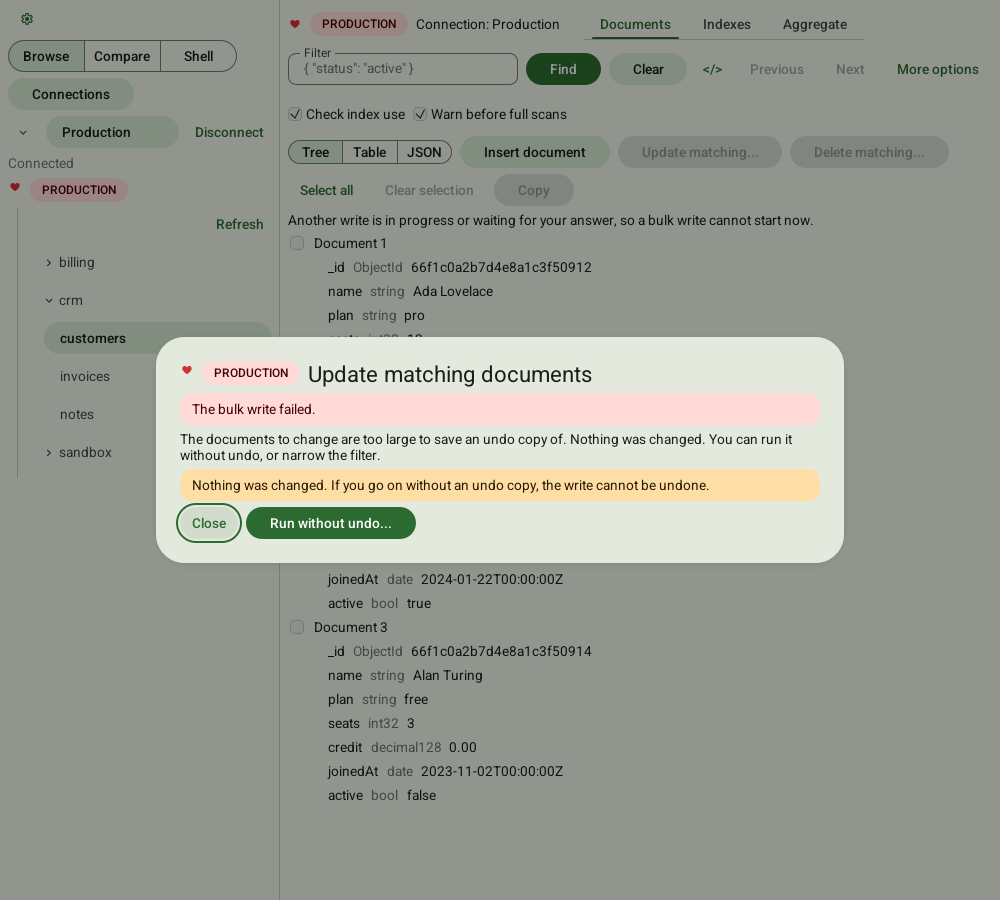 Browse
Compare
Shell
Connections
Production
Disconnect
Connected
PRODUCTION
Refresh
billing
crm
customers
invoices
notes
sandbox
PRODUCTION
Connection: Production
Documents
Indexes
Aggregate
Filter
{ "status": "active" }
Find
Clear
</>
Previous
Next
More options
Check index use
Warn before full scans
Tree
Table
JSON
Insert document
Update matching...
Delete matching...
Select all
Clear selection
Copy
Another write is in progress or waiting for your answer, so a bulk write cannot start now.
Document 1
_id ObjectId 66f1c0a2b7d4e8a1c3f50912
name string Ada Lovelace
plan string pro
PRODUCTION
Update matching documents
The bulk write failed.
The documents to change are too large to save an undo copy of. Nothing was changed. You can run it
without undo, or narrow the filter.
Nothing was changed. If you go on without an undo copy, the write cannot be undone.
Close
Run without undo...
joinedAt date 2024-01-22T00:00:00Z
active bool true
Document 3
_id ObjectId 66f1c0a2b7d4e8a1c3f50914
name string Alan Turing
plan string free
seats int32 3
credit decimal128 0.00
joinedAt date 2023-11-02T00:00:00Z
active bool false